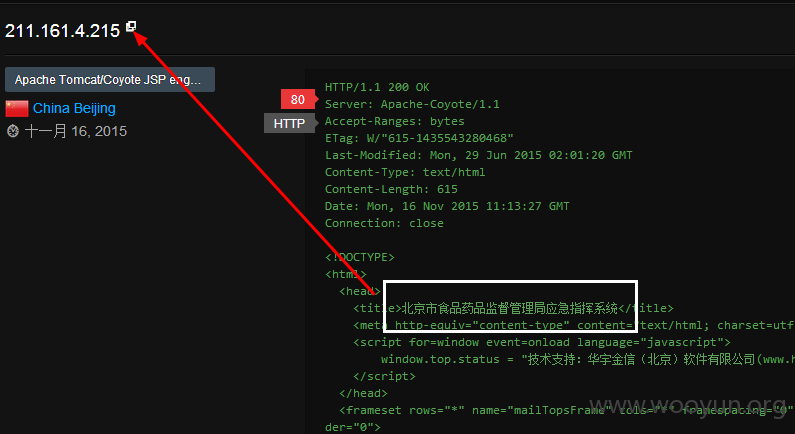 211.161.4.215
Apache Tomcat/Coyote JSP eng...
China Beijing
十一月 16, 2015
80
HTTP
HTTP/1.1 200 OK
Server: Apache-Coyote/1.1
Accept-Ranges: bytes
ETag: W/"615-1435543280468"
Last-Modified: Mon, 29 Jun 2015 02:01:20 GMT
Content-Type: text/html
Content-Length: 615
Date: Mon, 16 Nov 2015 11:13:27 GMT
Connection: close
<!DOCTYPE>
<html>
<head>
<title>北京市食品药品监督管理局应急指挥系统</title>
<meta http-equiv="content-type" content="text/html; charset=utf
<script for=window event=onload language="javascript">
window.top.status = "技术支持：华宇金信（北京）软件有限公司(www.h
</script>
</head>
<frameset rows="*" name="mailTopsFrame" cols="*" framespacing="0"
der="0">
www.wooyun.org